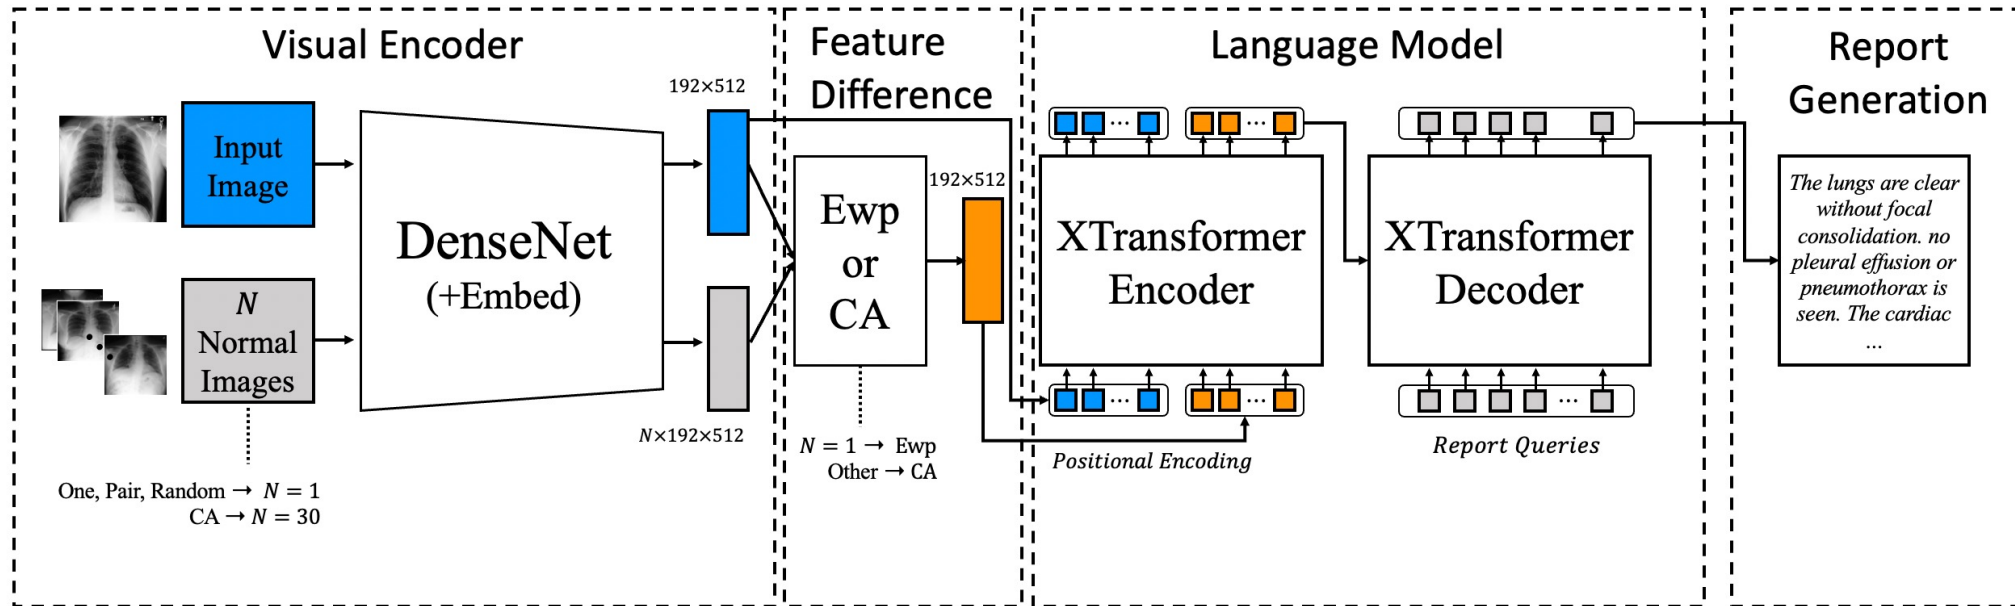 Visual Encoder
Input
Image
N
Normal
Images
One, Pair, Random → N = 1
CA → N = 30
DenseNet
(+Embed)
192×512
N×192×512
Feature
Difference
Ewp
or
CA
192×512
N = 1 → Ewp
Other → CA
Language Model
...
...
XTransformer
Encoder
...
...
Positional Encoding
XTransformer
Decoder
...
Report Queries
Report
Generation
The lungs are clear
without focal
consolidation. no
pleural effusion or
pneumothorax is
seen. The cardiac
...